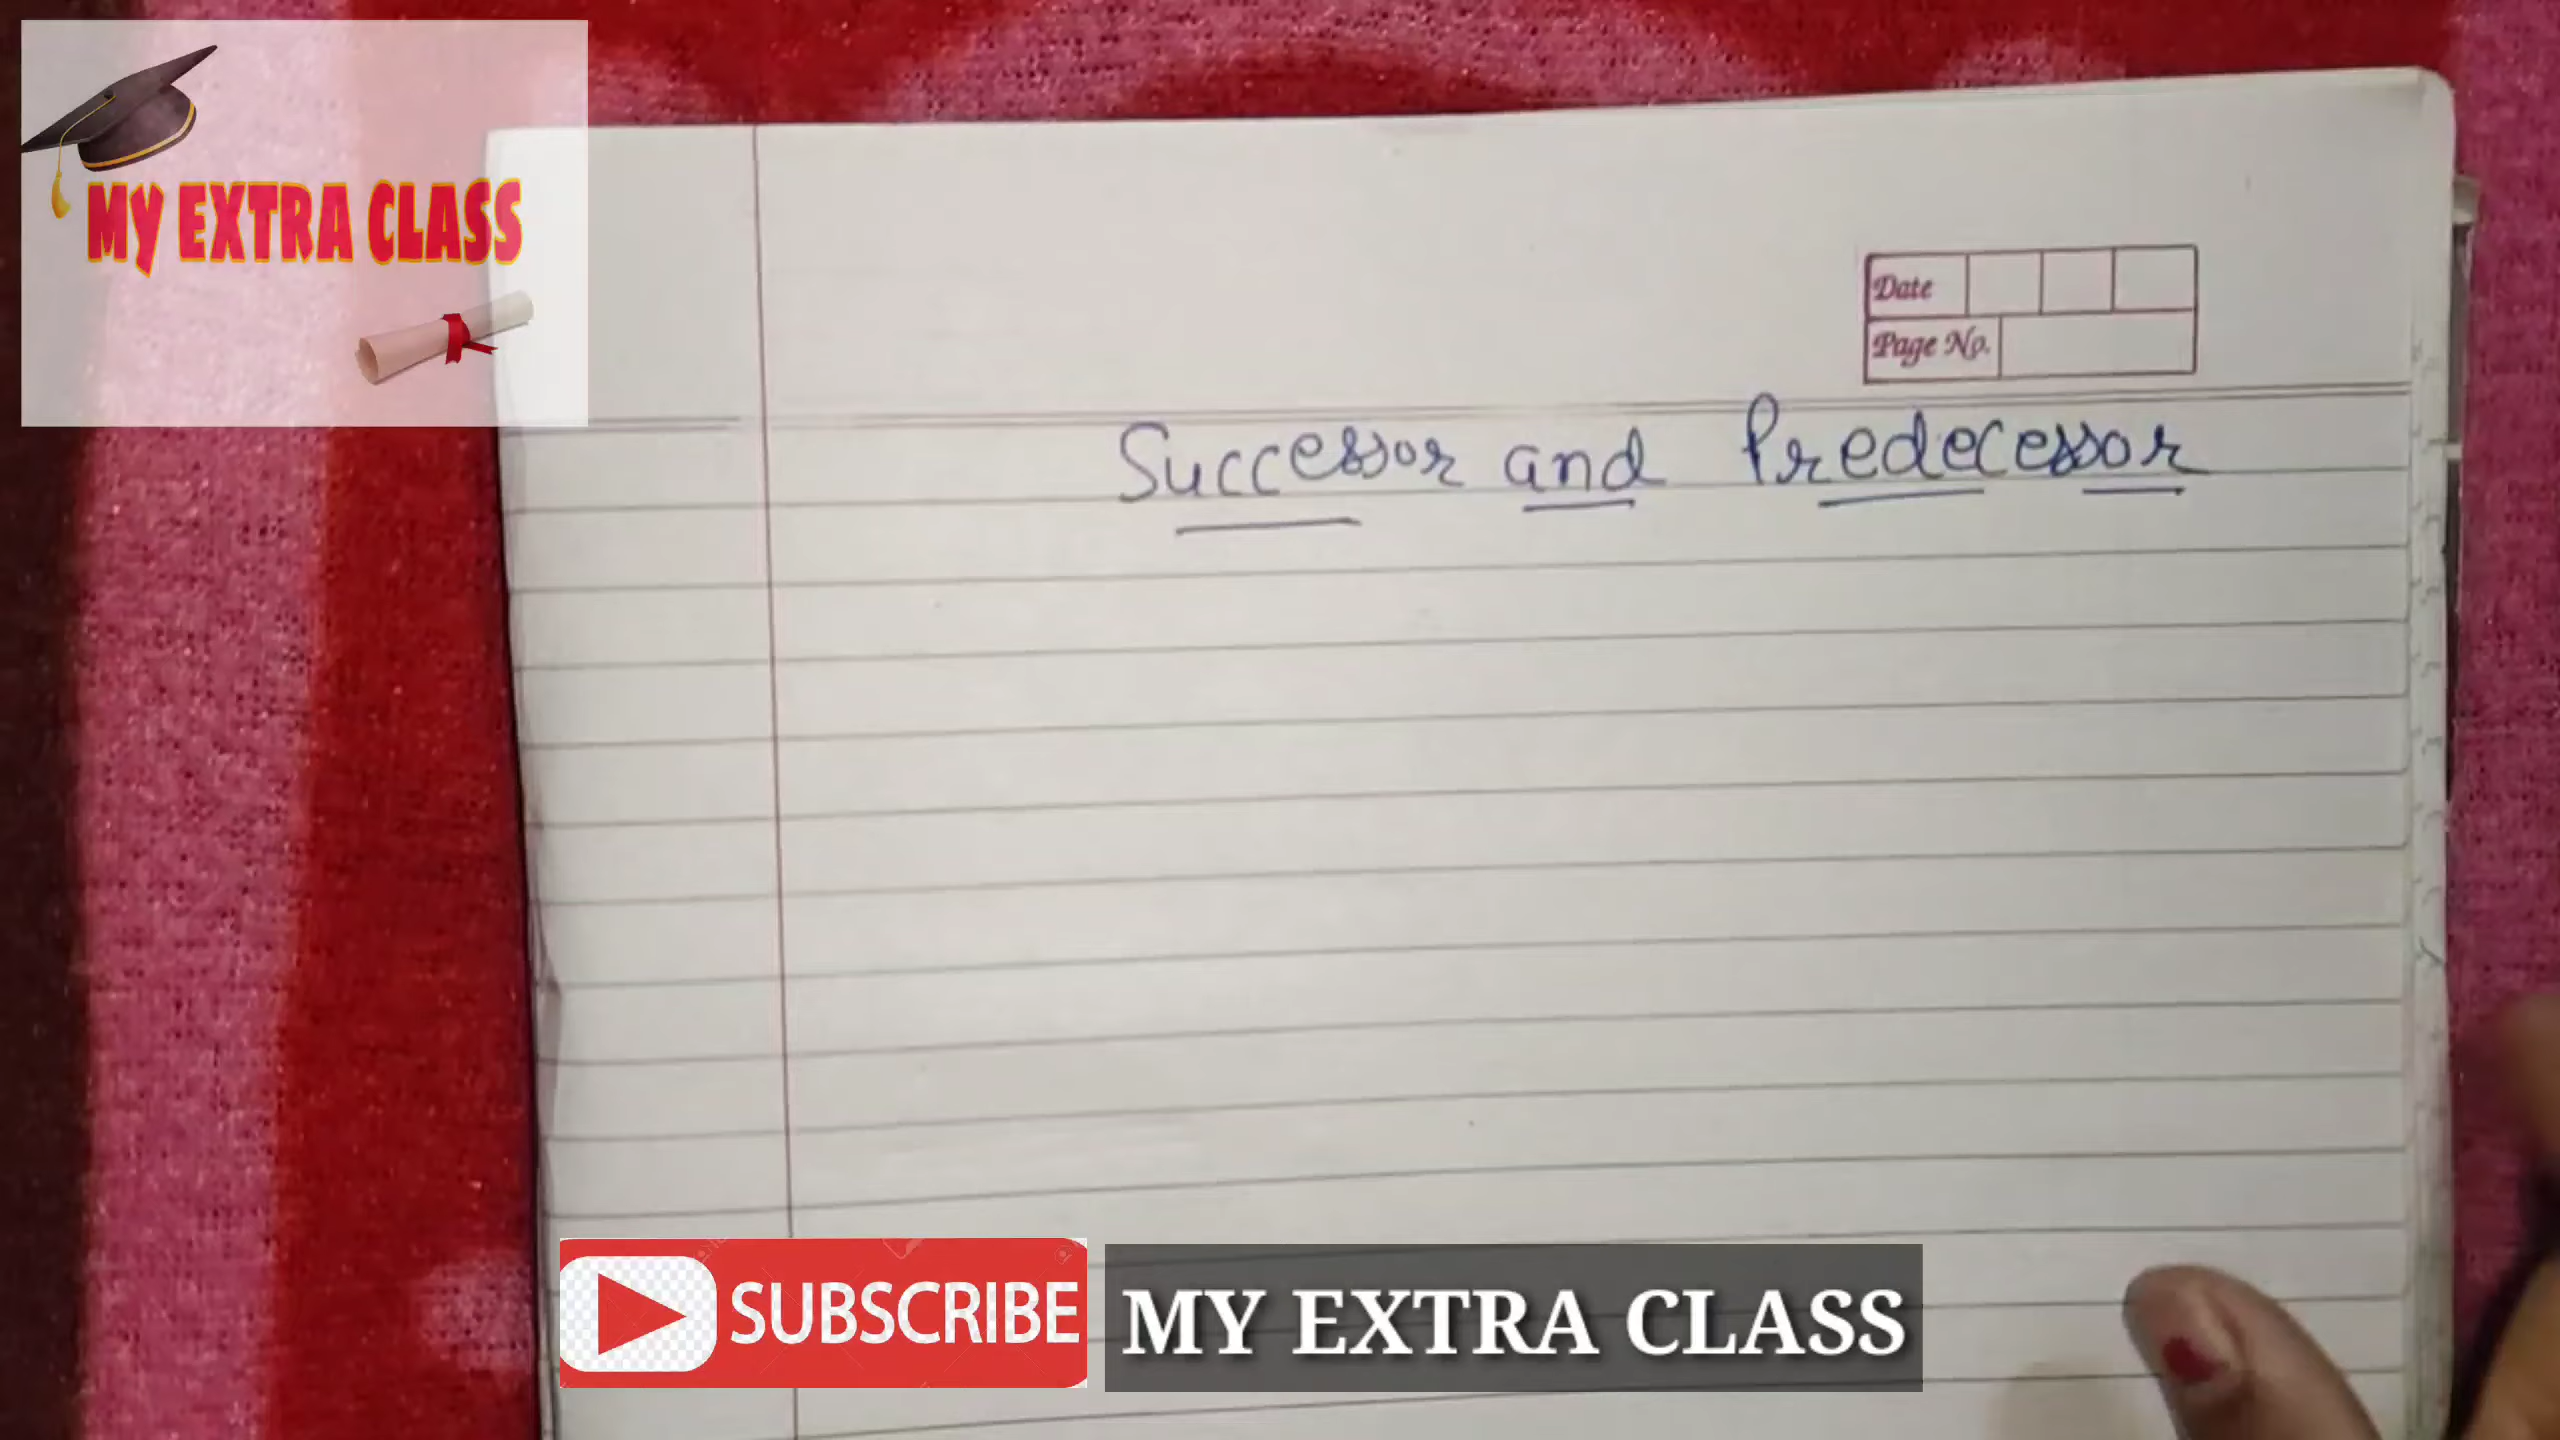 MY EXTRA CLASS
Date
Page No.
Successor and Predecessor
SUBSCRIBE
MY EXTRA CLASS